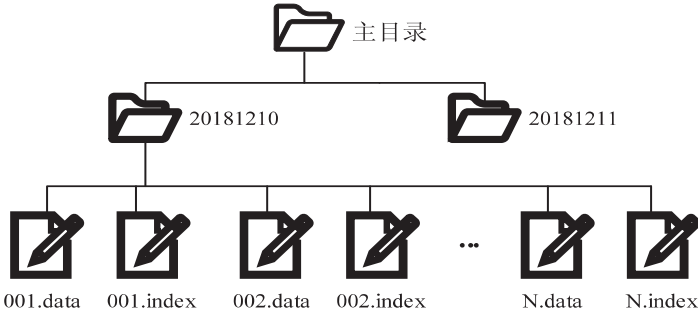 主目录
20181210
20181211
001.data
001.index
002.data
002.index
...
N.data
N.index